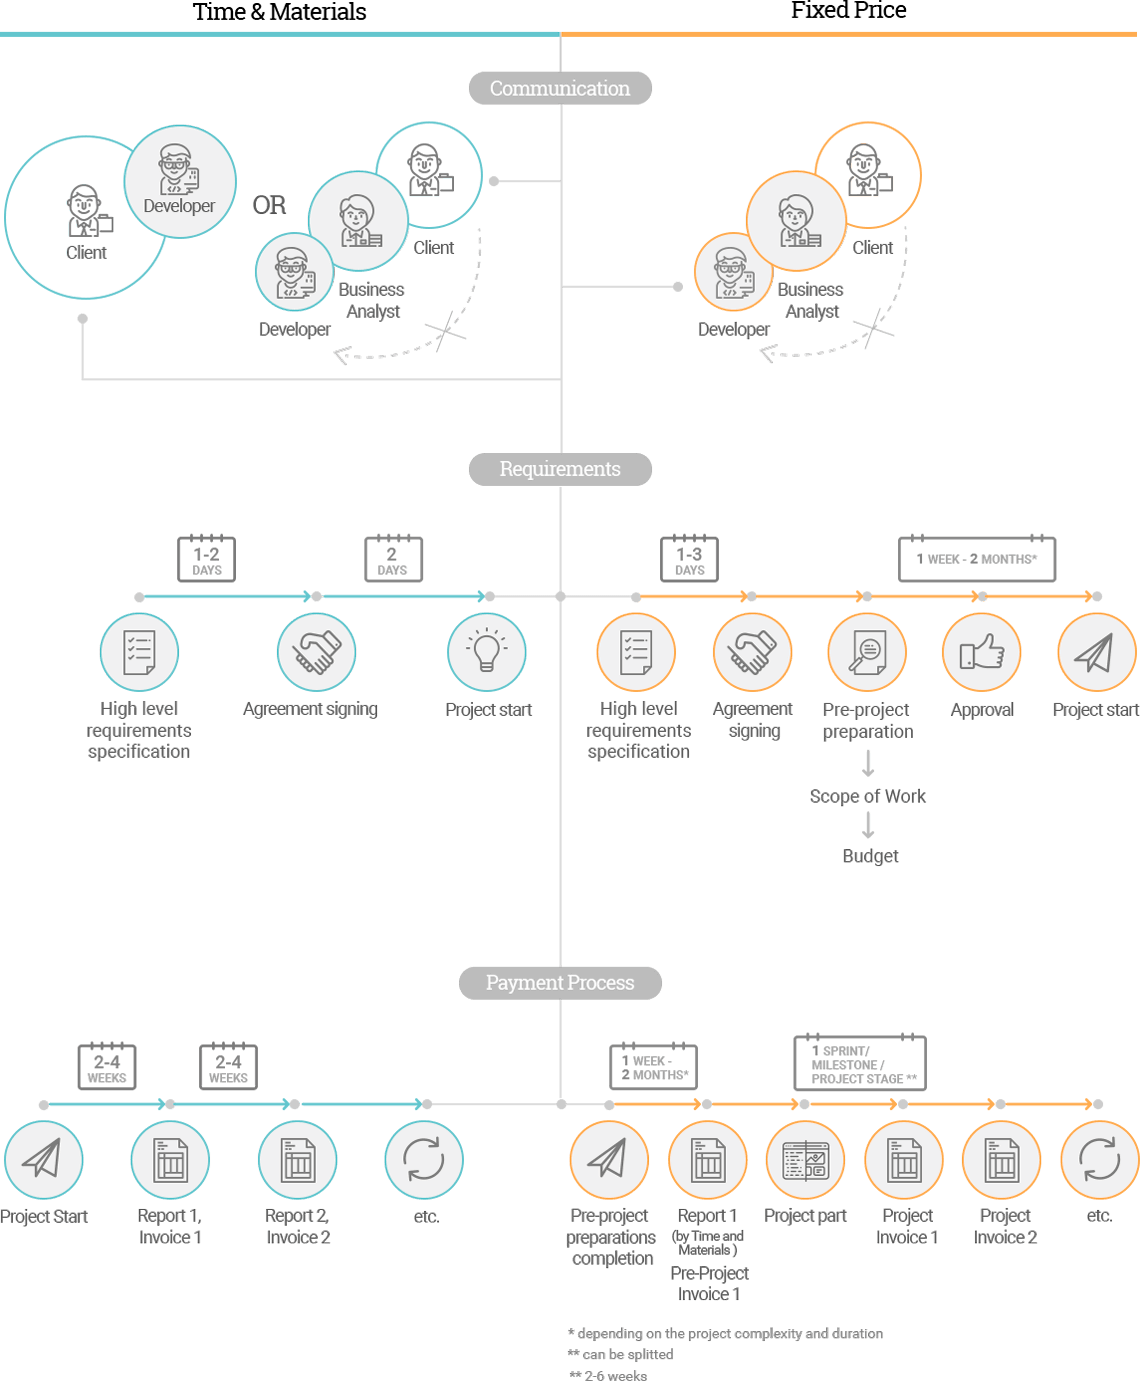 Time & Materials
Fixed Price
Communication
Developer
Client
OR
Client
Business
Analyst
Developer
Client
Business
Analyst
Developer
Requirements
1-2
DAYS
2
DAYS
1-3
DAYS
1 WEEK - 2 MONTHS*
High level
requirements
specification
Agreement signing
Project start
High level
requirements
specification
Agreement
signing
Pre-project
preparation
Approval
Project start
Scope of Work
Budget
Payment Process
2-4
WEEKS
2-4
WEEKS
1 WEEK -
2 MONTHS*
1 SPRINT/
MILESTONE /
PROJECT STAGE **
Project Start
Report 1,
Invoice 1
Report 2,
Invoice 2
etc.
Pre-project
preparations
completion
Report 1
(by Time and
Materials )
Pre-Project
Invoice 1
Project part
Project
Invoice 1
Project
Invoice 2
etc.
* depending on the project complexity and duration
** can be splitted
** 2-6 weeks